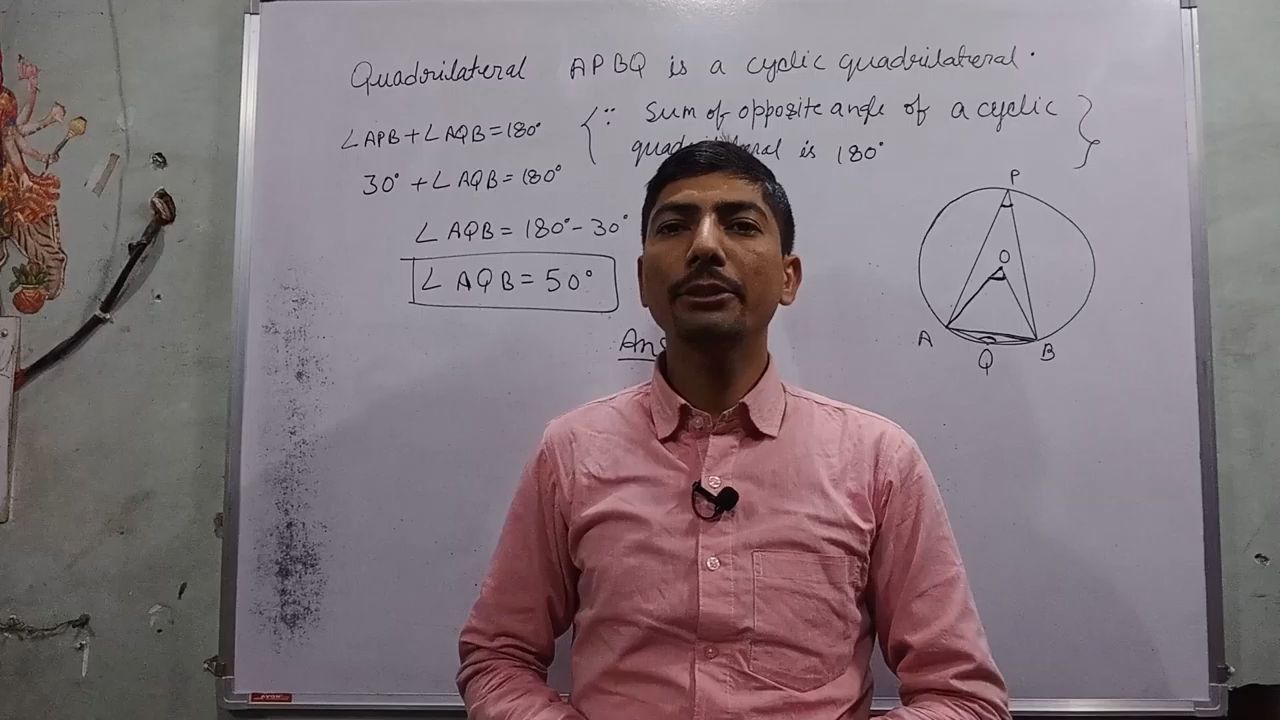 Quadrilateral APBQ is a cyclic quadrilateral.
∠APB + ∠AQB = 180° { ∵ Sum of opposite angle of a cyclic
is 180° }
30° + ∠AQB = 180°
∠AQB = 180° - 30°
∠AQB = 50°
Ans
P
O
A
B
Q